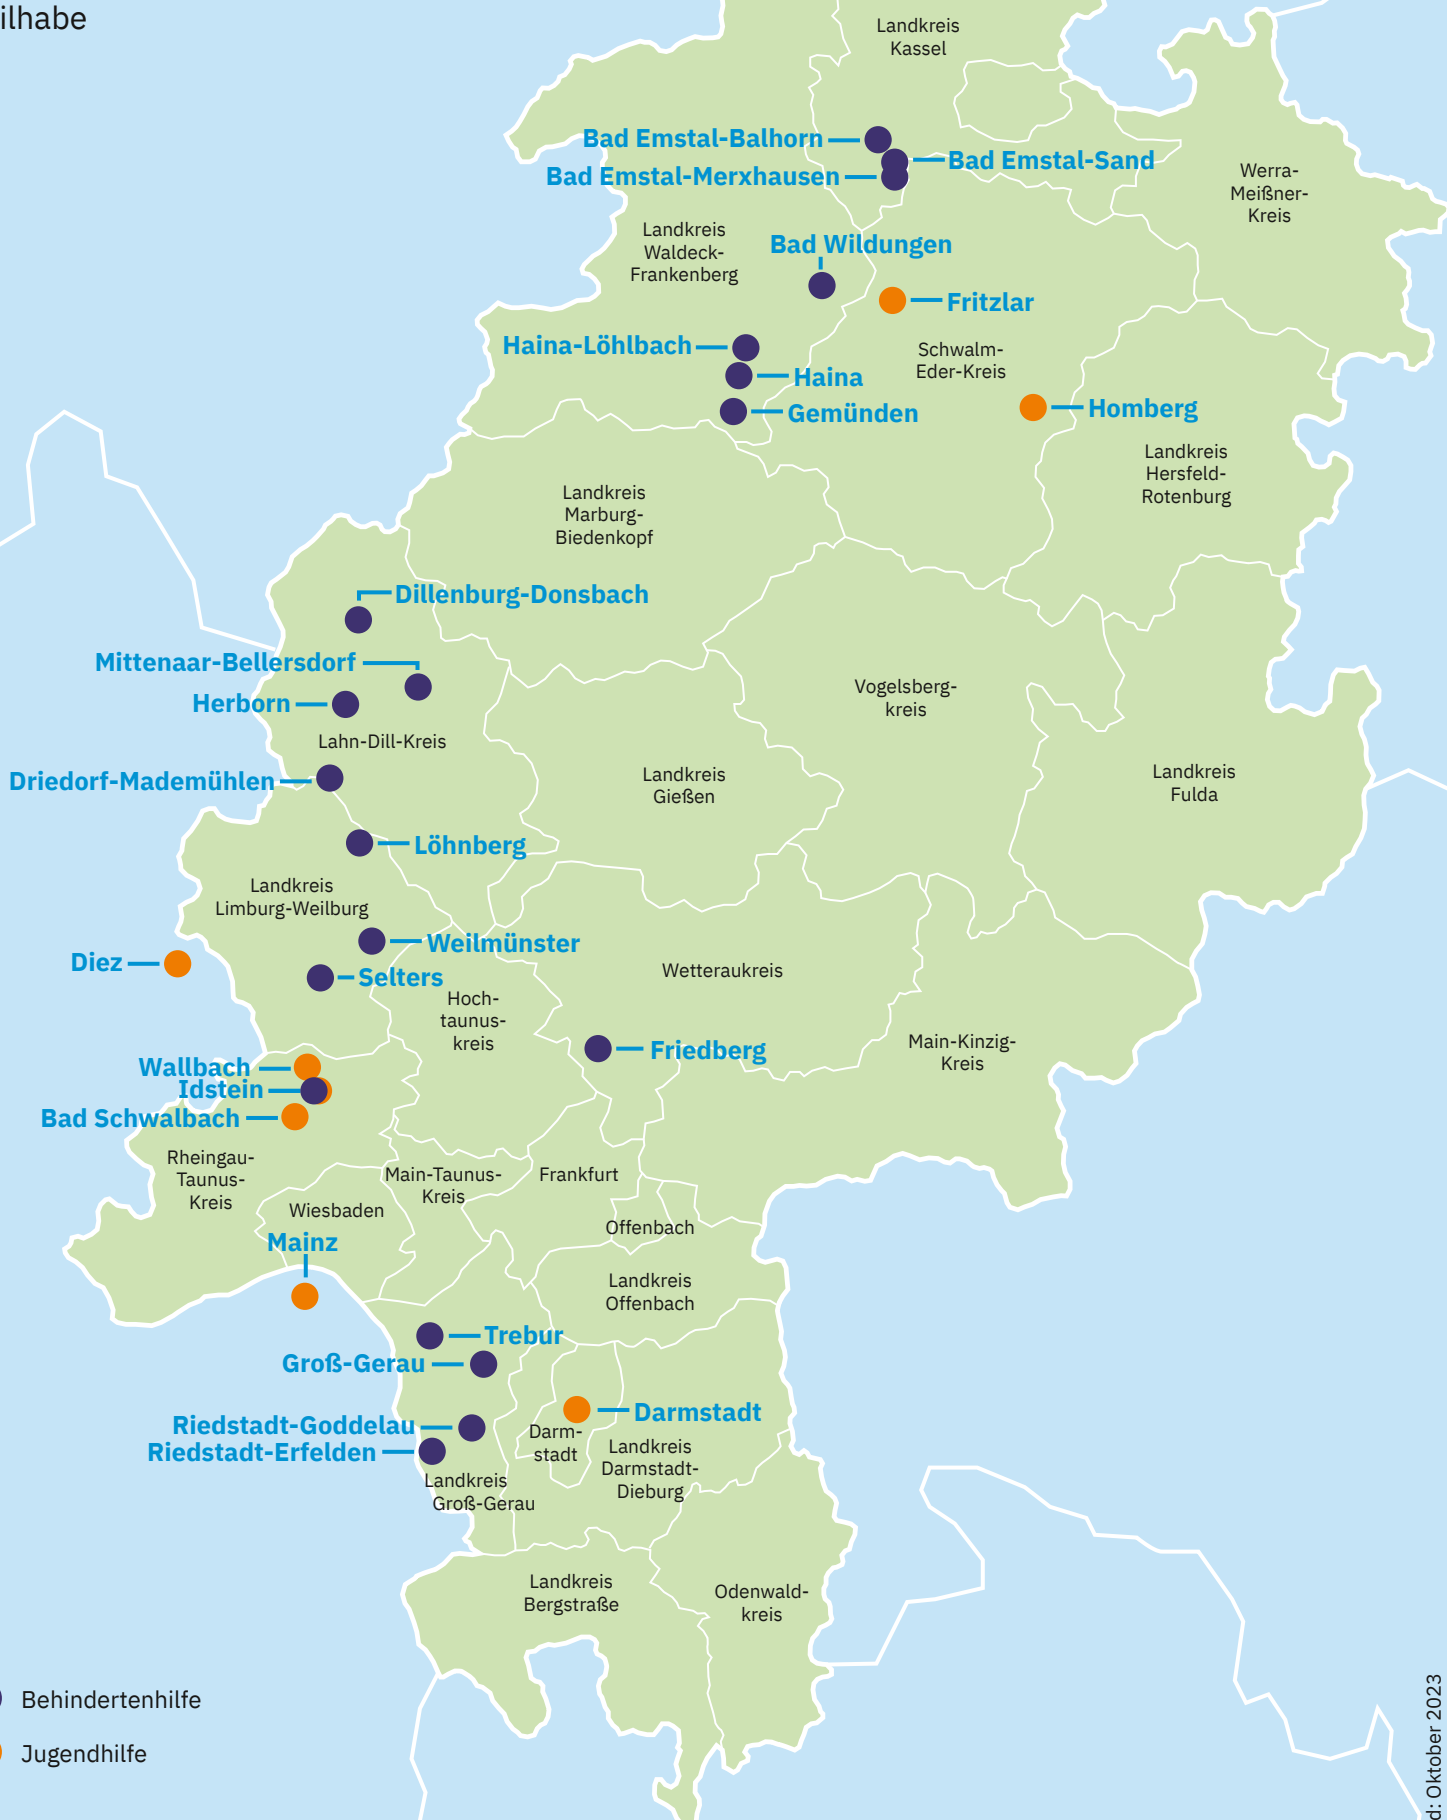 ilhabe
Landkreis
Kassel
Bad Emstal-Balhorn
Bad Emstal-Sand
Bad Emstal-Merxhausen
Werra-
Meißner-
Kreis
Landkreis
Waldeck-
Frankenberg
Bad Wildungen
Fritzlar
Haina-Löhlbach
Schwalm-
Eder-Kreis
Haina
Gemünden
Homberg
Landkreis
Hersfeld-
Rotenburg
Landkreis
Marburg-
Biedenkopf
Dillenburg-Donsbach
Mittenaar-Bellersdorf
Herborn
Vogelsberg-
kreis
Lahn-Dill-Kreis
Driedorf-Mademühlen
Landkreis
Gießen
Landkreis
Fulda
Löhnberg
Landkreis
Limburg-Weilburg
Weilmünster
Diez
Selters
Wetteraukreis
Hoch-
taunus-
kreis
Friedberg
Main-Kinzig-
Kreis
Wallbach
Idstein
Bad Schwalbach
Rheingau-
Taunus-
Kreis
Main-Taunus-
Kreis
Frankfurt
Wiesbaden
Offenbach
Mainz
Landkreis
Offenbach
Trebur
Groß-Gerau
Darmstadt
Riedstadt-Goddelau
Riedstadt-Erfelden
Darm-
stadt
Landkreis
Darmstadt-
Dieburg
Landkreis
Groß-Gerau
Landkreis
Bergstraße
Odenwald-
kreis
Behindertenhilfe
Jugendhilfe
d: Oktober 2023